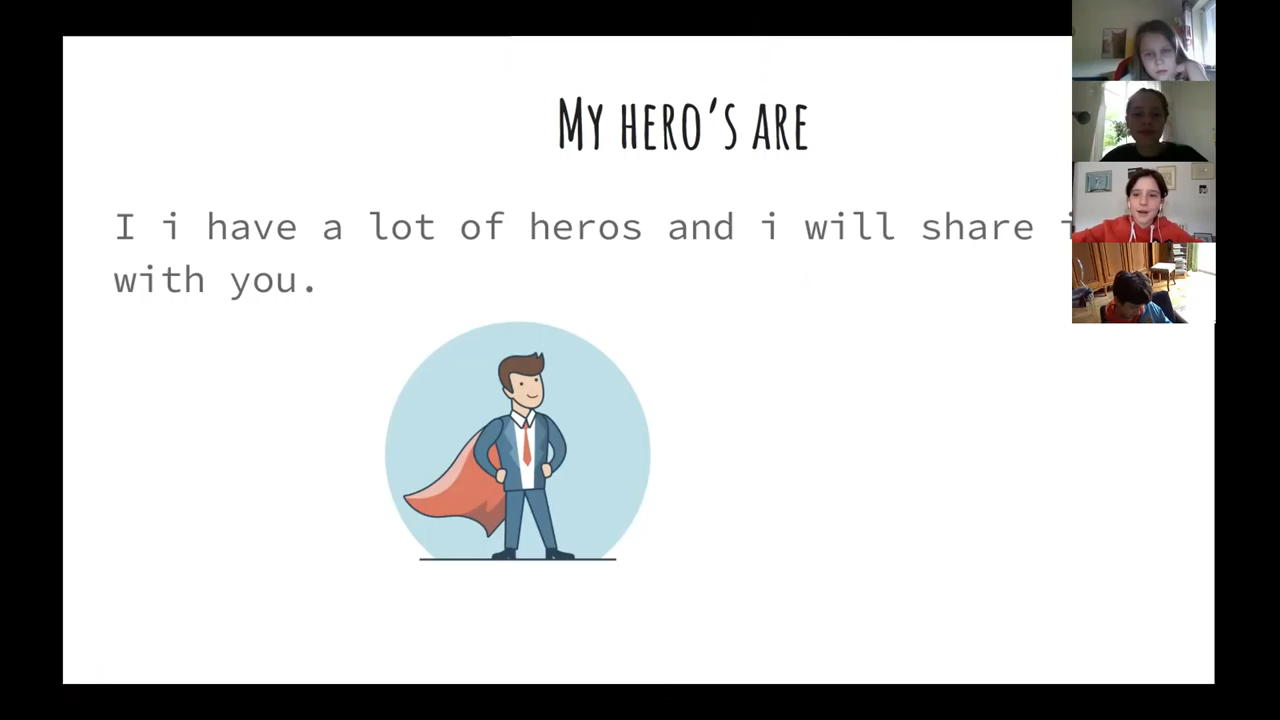 My hero's are
I i have a lot of heros and i will share
with you.